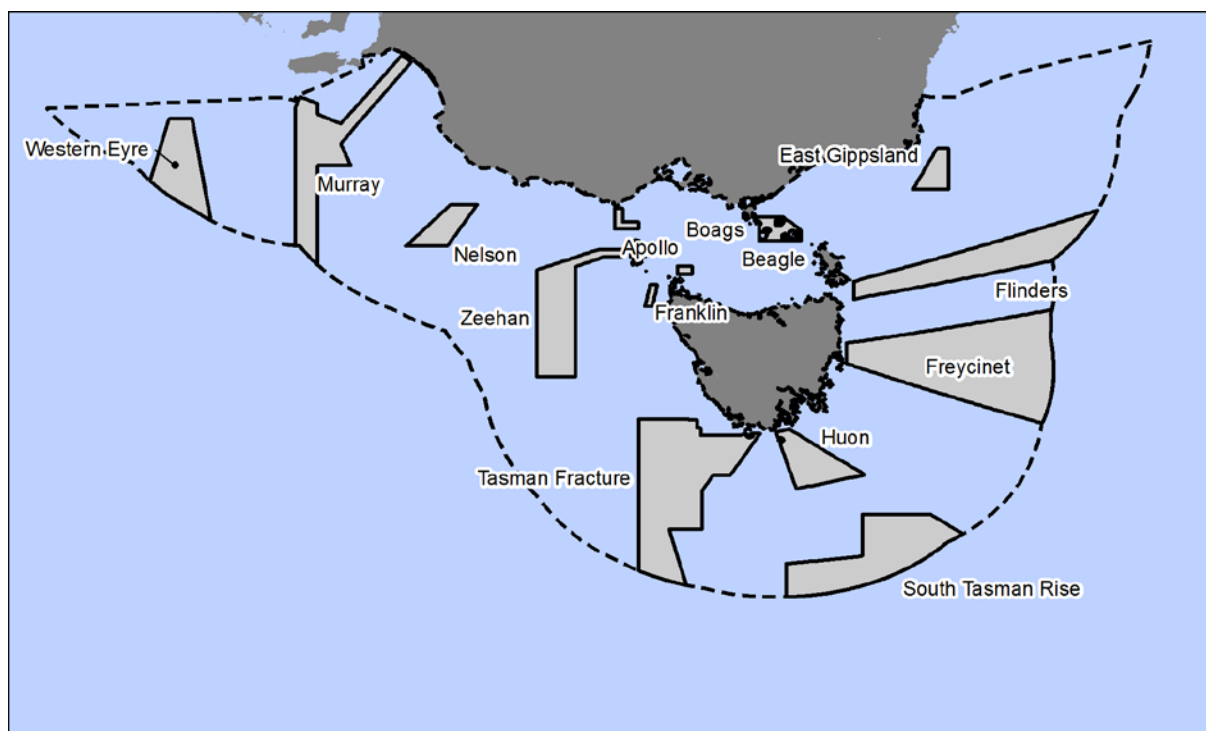 Western Eyre
East Gippsland
Murray
Nelson
Apollo
Boags
Beagle
Flinders
Zeehan
Franklin
Freycinet
Huon
Tasman Fracture
South Tasman Rise